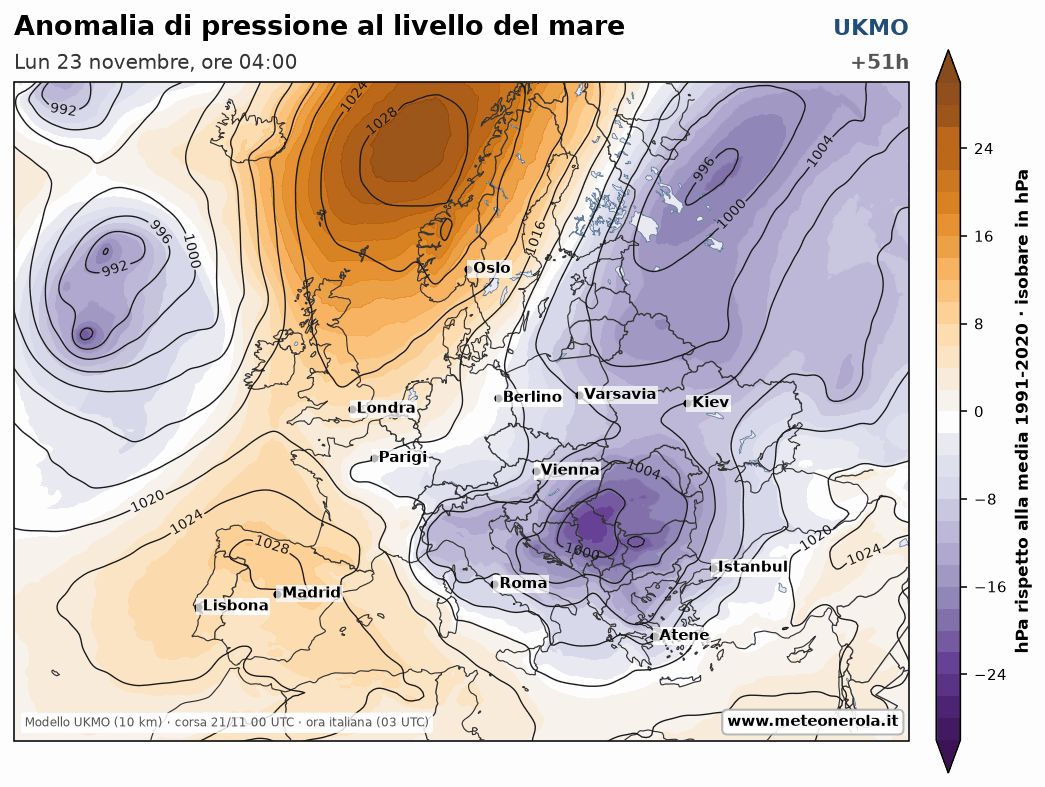 Anomalia di pressione al livello del mare
UKMO
Lun 23 novembre, ore 04:00
+51h
992
1024
1028
1004
996
996
1000
1000
992
1016
Oslo
24
16
8
0
−8
−16
−24
hPa rispetto alla media 1991-2020 · isobare in hPa
Berlino
Varsavia
Kiev
Londra
Parigi
Vienna
1004
1020
1024
1028
1000
1020
1024
Istanbul
Roma
Madrid
Lisbona
Atene
Modello UKMO (10 km) · corsa 21/11 00 UTC · ora italiana (03 UTC)
www.meteonerola.it